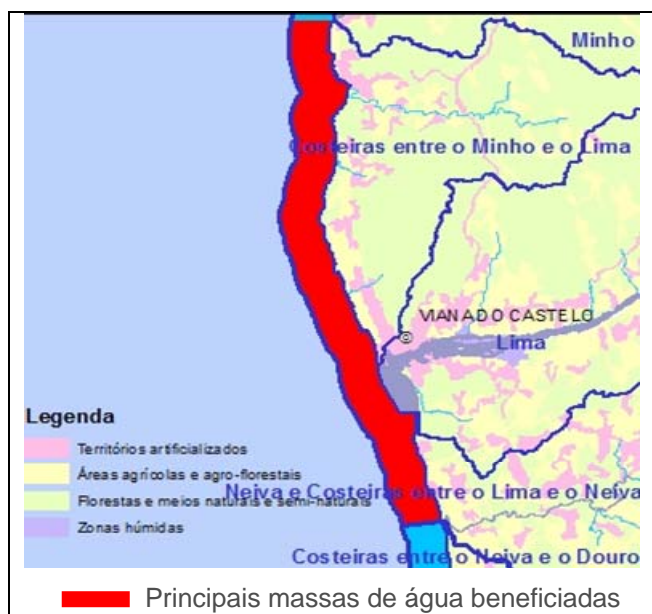 Minho
Costeiras entre o Minho e o Lima
VIANA DO CASTELO
Lima
Legenda
Territórios artificializados
Áreas agrícolas e agro-florestais
Florestas e meios naturais e semi-naturais
Zonas húmidas
Neiva e Costeiras entre o Lima e o Neiva
Costeiras entre o Neiva e o Douro
Principais massas de água beneficiadas